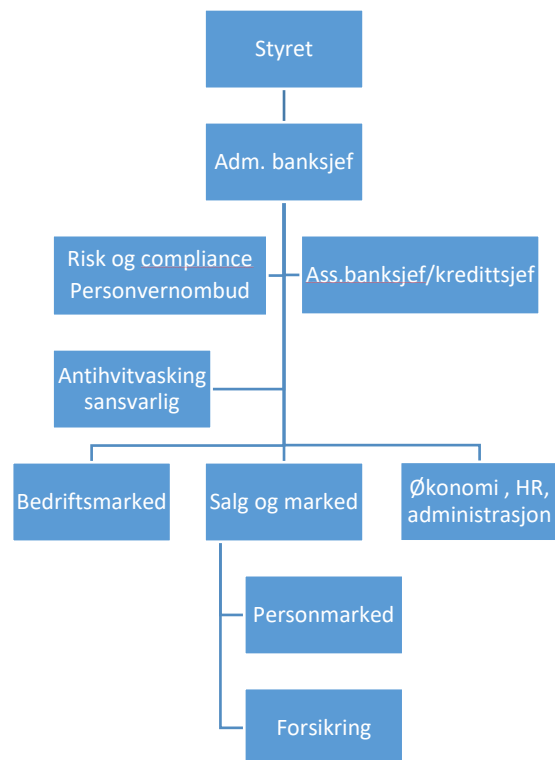 Styret
Adm. banksjef
Risk og compliance
Personvernombud
Ass.banksjef/kredittsjef
Antihvitvasking
sansvarlig
Bedriftsmarked
Salg og marked
Økonomi , HR,
administrasjon
Personmarked
Forsikring